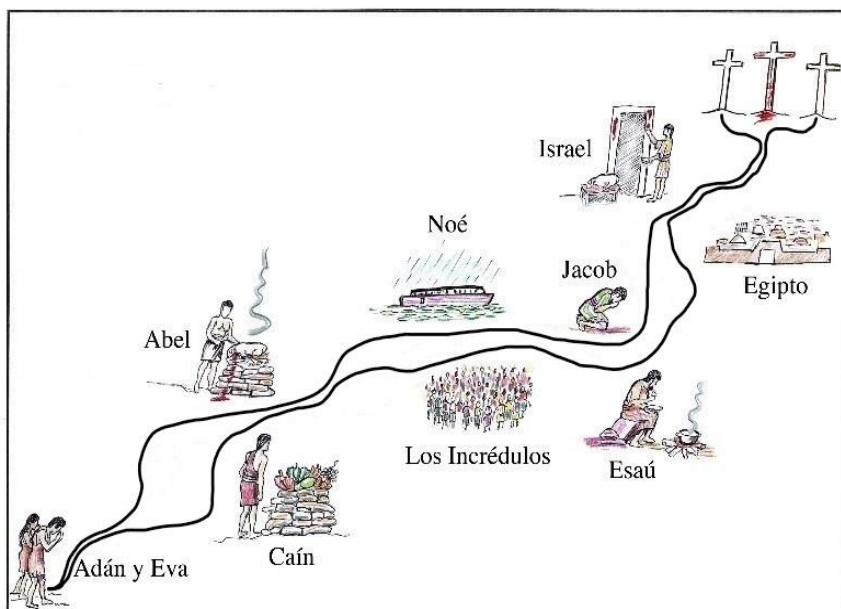 Israel
Noé
Jacob
Egipto
Abel
Los Incrédulos
Esaú
Caín
Adán y Eva